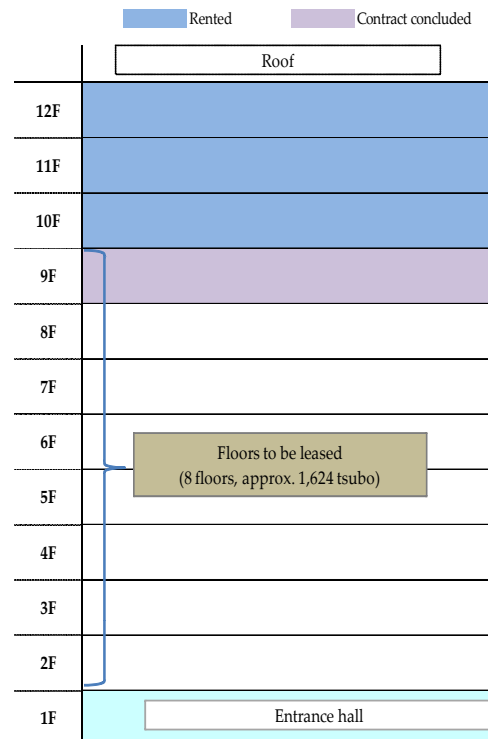 Rented
Contract concluded
Roof
12F
11F
10F
9F
8F
7F
6F
Floors to be leased
(8 floors, approx. 1,624 tsubo)
5F
4F
3F
2F
1F
Entrance hall